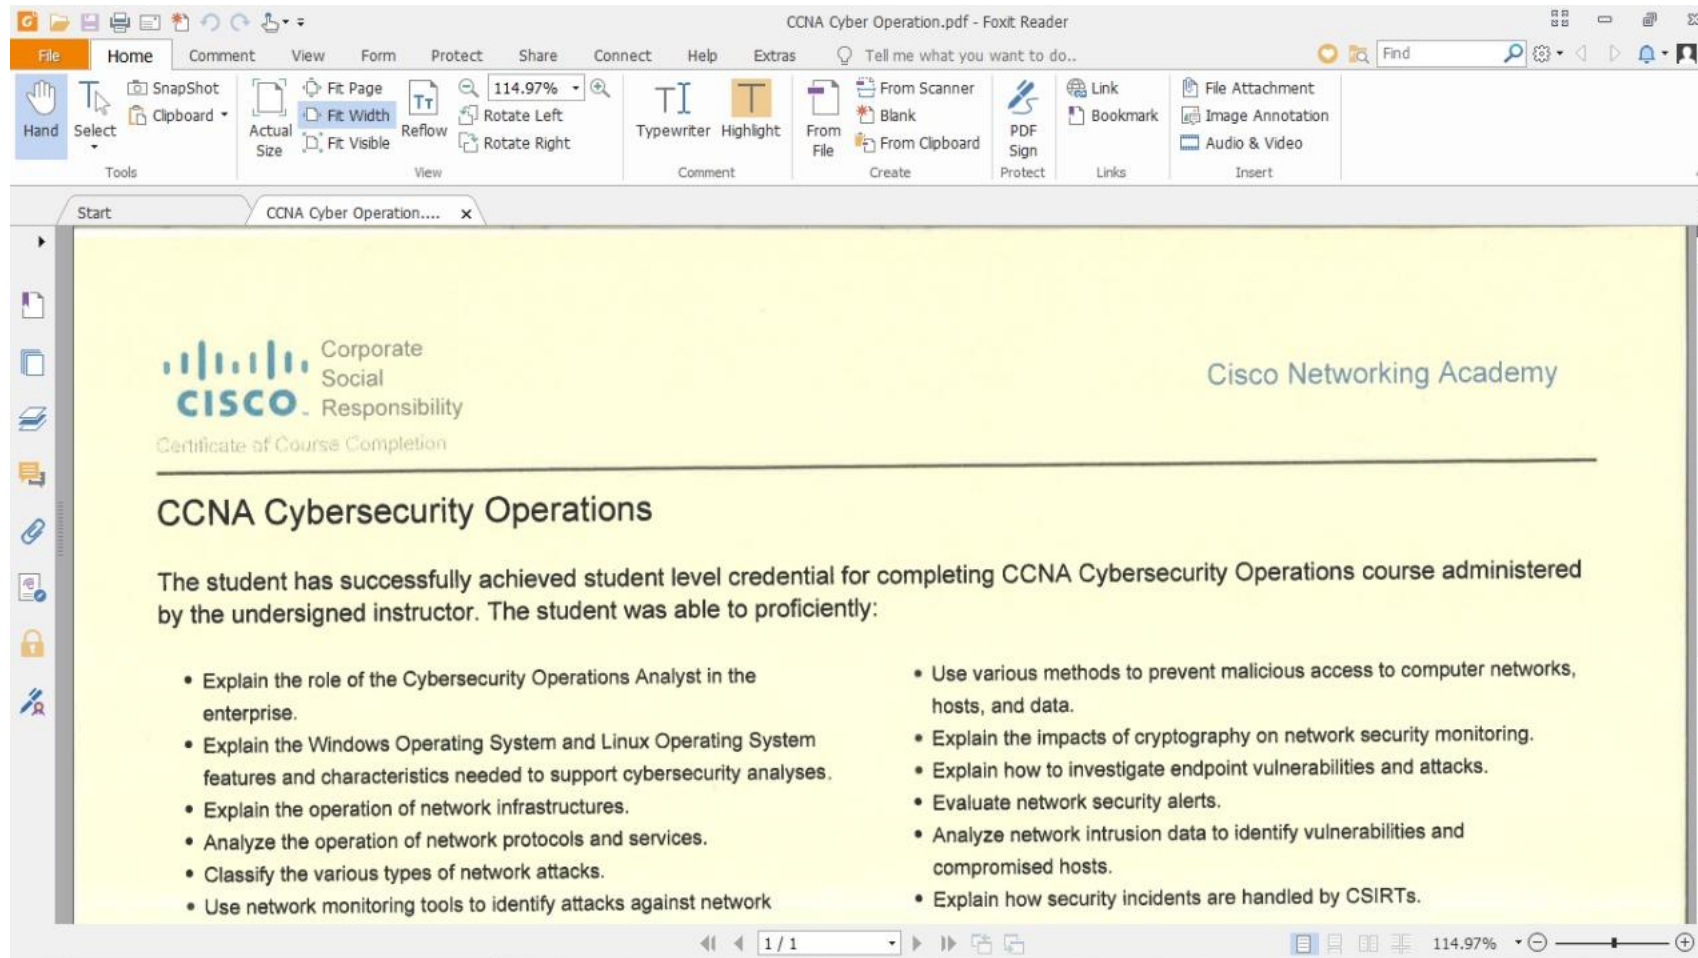 CCNA Cyber Operation.pdf - Foxit Reader
File Home Comment View Form Protect Share Connect Help Extras Tell me what you want to do.. Find
Hand
Select
SnapShot
Clipboard
Tools
Actual
Size
Fit Page
Fit Width
Fit Visible
Reflow
114.97%
Rotate Left
Rotate Right
View
Typewriter
Highlight
Comment
From
File
From Scanner
Blank
From Clipboard
Create
PDF
Sign
Protect
Link
Bookmark
Links
File Attachment
Image Annotation
Audio & Video
Insert
Start
CCNA Cyber Operation....
CISCO
Corporate
Social
Responsibility
Cisco Networking Academy
Certificate of Course Completion
CCNA Cybersecurity Operations
The student has successfully achieved student level credential for completing CCNA Cybersecurity Operations course administered
by the undersigned instructor. The student was able to proficiently:
• Explain the role of the Cybersecurity Operations Analyst in the
enterprise.
• Explain the Windows Operating System and Linux Operating System
features and characteristics needed to support cybersecurity analyses.
• Explain the operation of network infrastructures.
• Analyze the operation of network protocols and services.
• Classify the various types of network attacks.
• Use network monitoring tools to identify attacks against network
• Use various methods to prevent malicious access to computer networks,
hosts, and data.
• Explain the impacts of cryptography on network security monitoring.
• Explain how to investigate endpoint vulnerabilities and attacks.
• Evaluate network security alerts.
• Analyze network intrusion data to identify vulnerabilities and
compromised hosts.
• Explain how security incidents are handled by CSIRTs.
1 / 1
114.97%